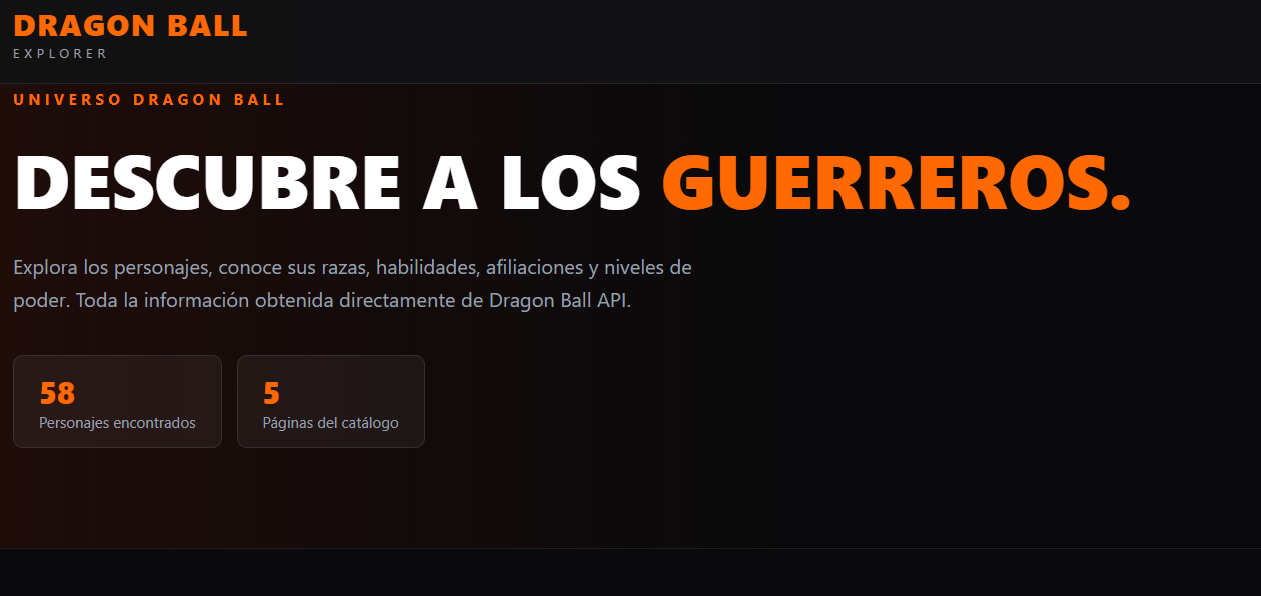 DRAGON BALL
EXPLORER
UNIVERSO DRAGON BALL
DESCUBRE A LOS GUERREROS.
Explora los personajes, conoce sus razas, habilidades, afiliaciones y niveles de
poder. Toda la información obtenida directamente de Dragon Ball API.
58
Personajes encontrados
5
Páginas del catálogo